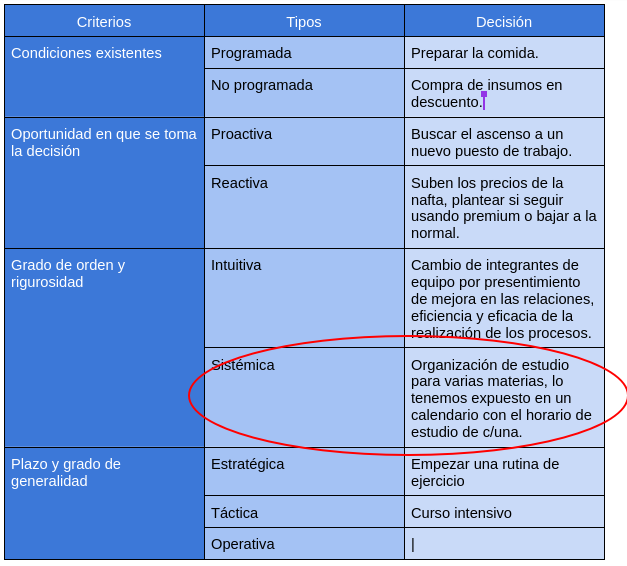 Criterios Tipos Decisión
Condiciones existentes Programada Preparar la comida.
No programada Compra de insumos en
descuento.
Oportunidad en que se toma Proactiva Buscar el ascenso a un
la decisión nuevo puesto de trabajo.
Reactiva Suben los precios de la
nafta, plantear si seguir
usando premium o bajar a la
normal.
Grado de orden y Intuitiva Cambio de integrantes de
rigurosidad equipo por presentimiento
de mejora en las relaciones,
eficiencia y eficacia de la
realización de los procesos.
Sistémica Organización de estudio
para varias materias, lo
tenemos expuesto en un
calendario con el horario de
estudio de c/una.
Plazo y grado de Estratégica Empezar una rutina de
generalidad ejercicio
Táctica Curso intensivo
Operativa